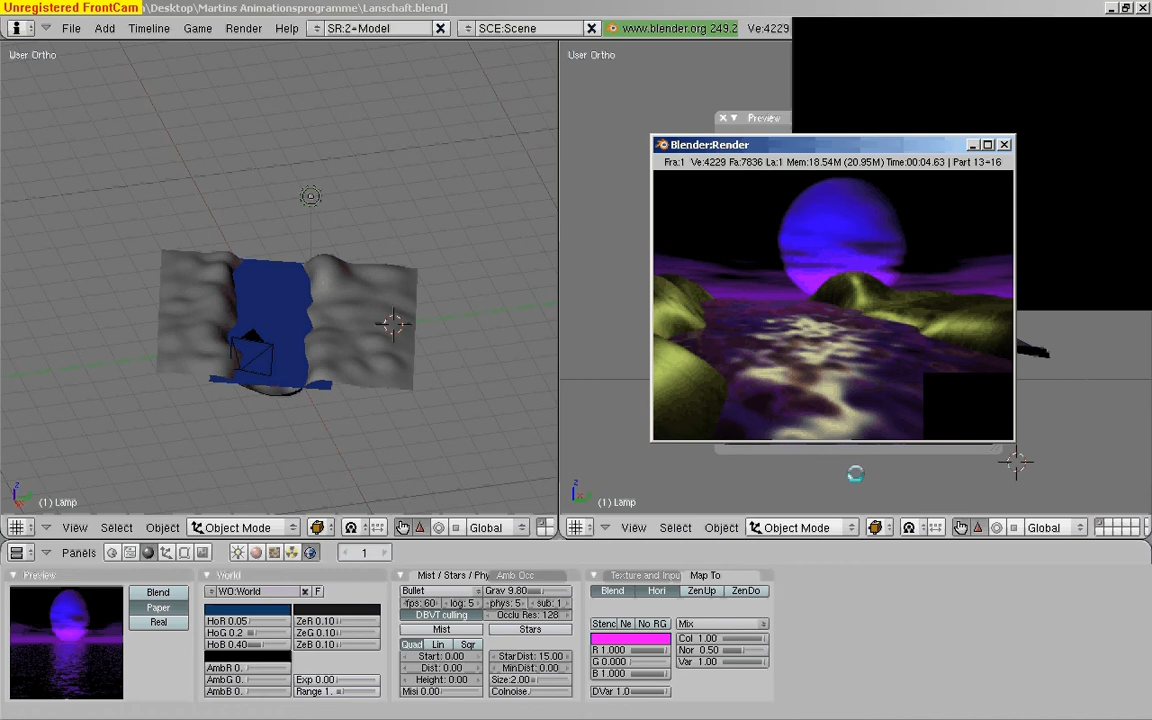 Unregistered FrontCam
\Desktop\Martins Animationsprogramme\Lanschaft.blend]
File Add Timeline Game Render Help SR:2-Model SCE:Scene www.blender.org 249.2 Ve:4229
User Ortho
User Ortho
Preview
Blender:Render
Fra:1 Ve:4229 Fa:7836 La:1 Mem:18.54M (20.95M) Time:00:04.63 | Part 13-16
(1) Lamp
(1) Lamp
View Select Object Object Mode Global
View Select Object Object Mode Global
Panels 1
Preview
Blend
Paper
Real
World
WO:World F
HoR 0.05
HoG 0.2
HoB 0.40
ZeR 0.10
ZeG 0.10
ZeB 0.10
AmbR 0.
AmbG 0.
AmbB 0.
Exp 0.00
Range 1.
Mist / Stars / Phy Amb Occ
Bullet Grav 9.80
fps: 60 log: 5 phys: 5 sub: 1
DBVT culling Occlu Res: 128
Mist Stars
Quad Lin Sqr
Start: 0.00
Dist: 0.00
Height: 0.00
Misi 0.00
StarDist: 15.00
MinDist: 0.00
Size:2.00
Colnoise:
Texture and Inpu Map To
Blend Hori ZenUp ZenDo
Stenc Ne No RG Mix
R 1.000
G 0.000
B 1.000
DVar 1.0
Col 1.00
Nor 0.50
Var 1.00